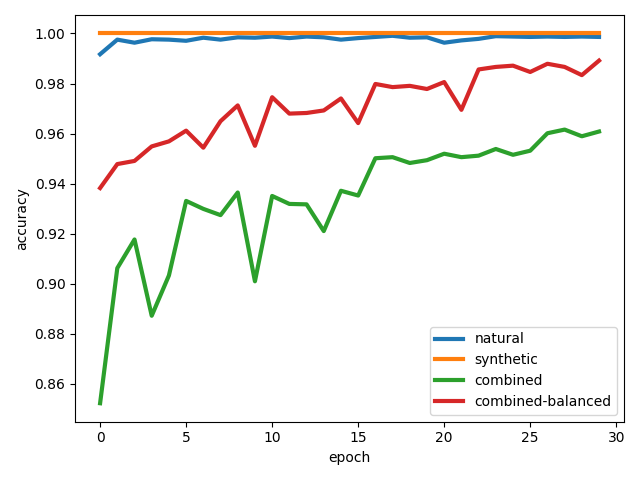 1.00
0.98
0.96
0.94
0.92
0.90
0.88
0.86
accuracy
natural
synthetic
combined
combined-balanced
0 5 10 15 20 25 30
epoch